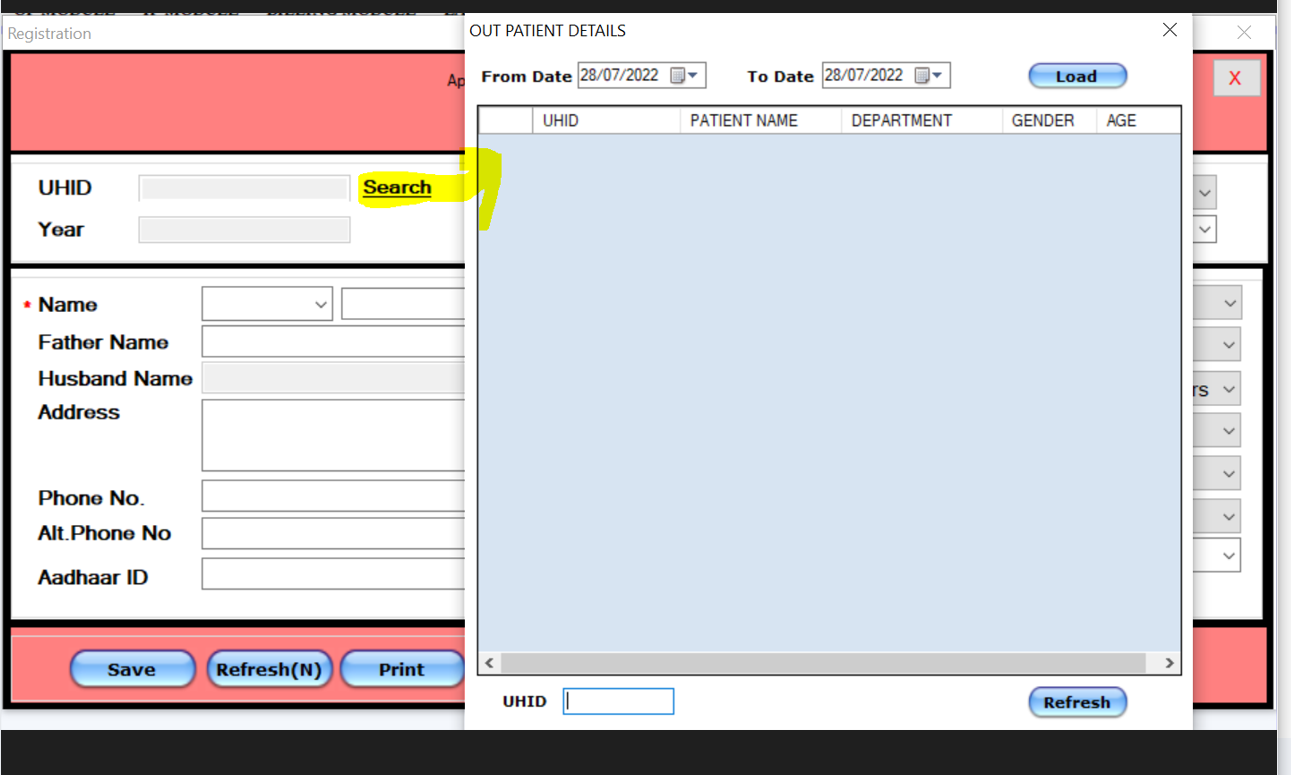 Registration
Ap
X
UHID
Search
Year
* Name
Father Name
Husband Name
Address
Phone No.
Alt.Phone No
Aadhaar ID
rs
Save
Refresh(N)
Print
OUT PATIENT DETAILS
From Date 28/07/2022
To Date 28/07/2022
Load
UHID PATIENT NAME DEPARTMENT GENDER AGE
UHID
Refresh